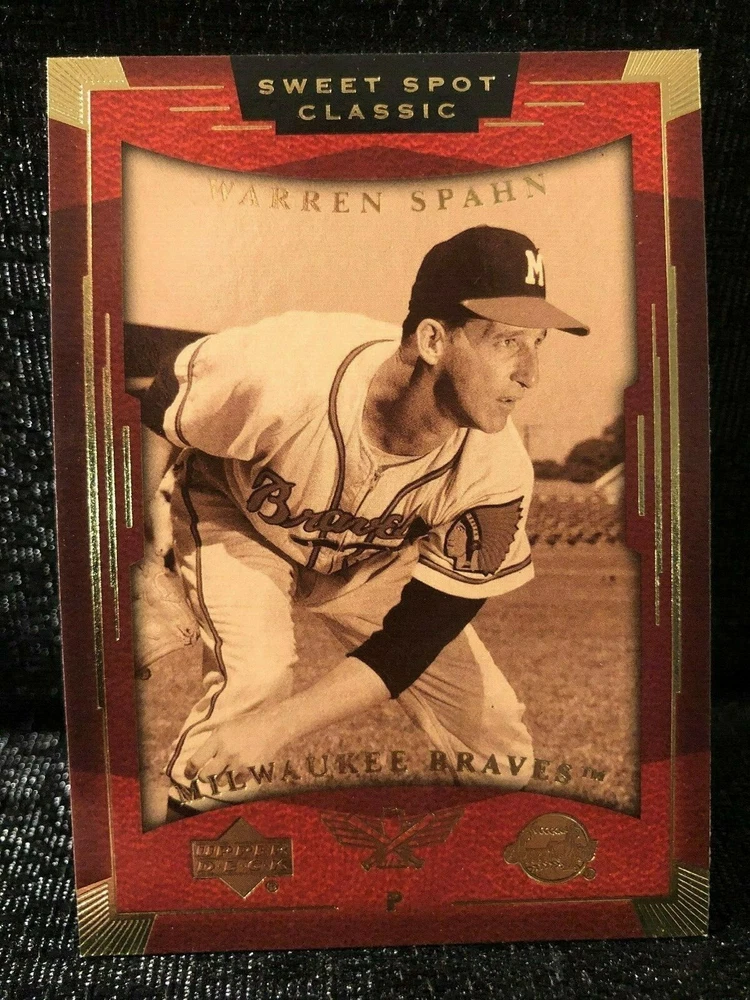 SWEET SPOT
CLASSIC
WARREN SPAHN
M
Braves
MILWAUKEE BRAVES™
UPPER
DECK®
P